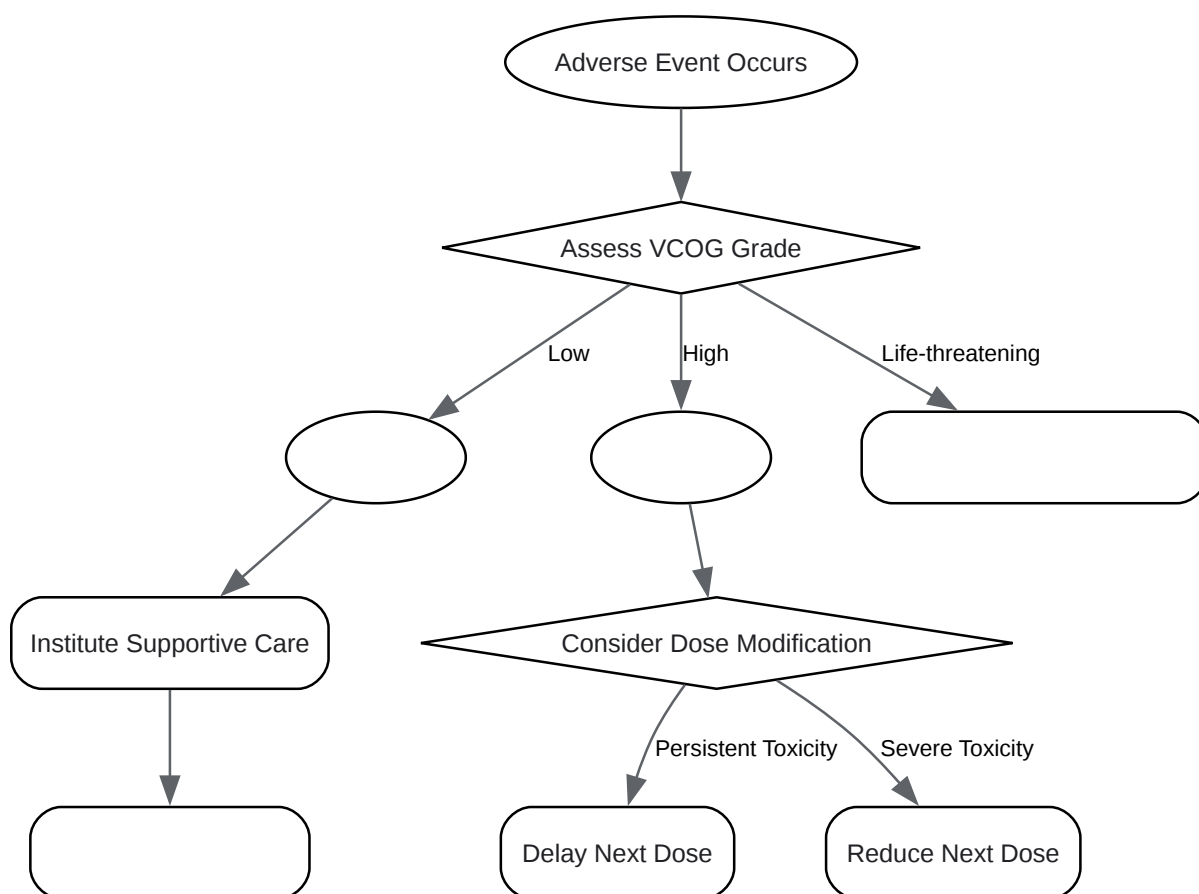 Adverse Event Occurs
Assess VCOG Grade
Low
High
Life-threatening
Institute Supportive Care
Consider Dose Modification
Persistent Toxicity
Severe Toxicity
Delay Next Dose
Reduce Next Dose